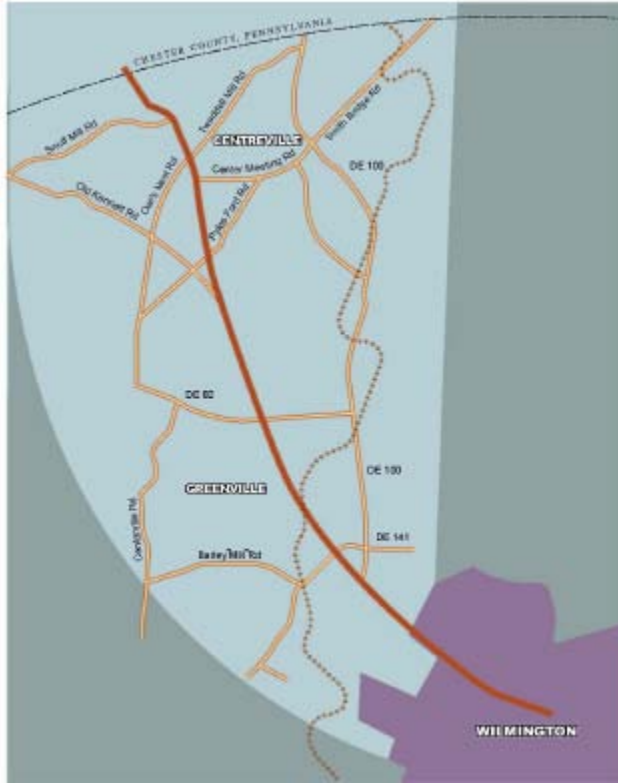 CHESTER COUNTY, PENNSYLVANIA
Snuff Mill Rd
Twaddell Mill Rd
CENTREVILLE
Smith Bridge Rd
Center Meeting Rd
DE 100
Old Kennett Rd
Owl's Nest Rd
Pyles Ford Rd
DE 82
DE 100
GREENVILLE
Centerville Rd
DE 141
Barley Mill Rd
WILMINGTON